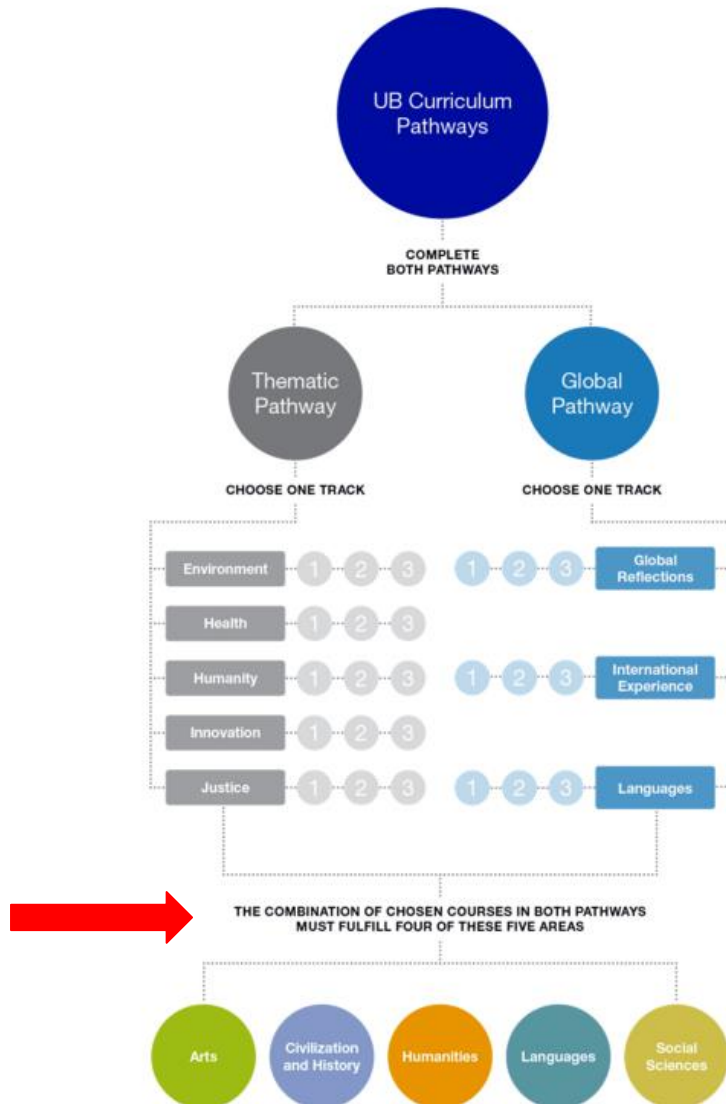 UB Curriculum
Pathways
COMPLETE
BOTH PATHWAYS
Thematic
Pathway
Global
Pathway
CHOOSE ONE TRACK
CHOOSE ONE TRACK
Environment 1 2 3
1 2 3 Global
Reflections
Health 1 2 3
Humanity 1 2 3
1 2 3 International
Experience
Innovation 1 2 3
Justice 1 2 3
1 2 3 Languages
THE COMBINATION OF CHOSEN COURSES IN BOTH PATHWAYS
MUST FULFILL FOUR OF THESE FIVE AREAS
Arts
Civilization
and History
Humanities
Languages
Social
Sciences